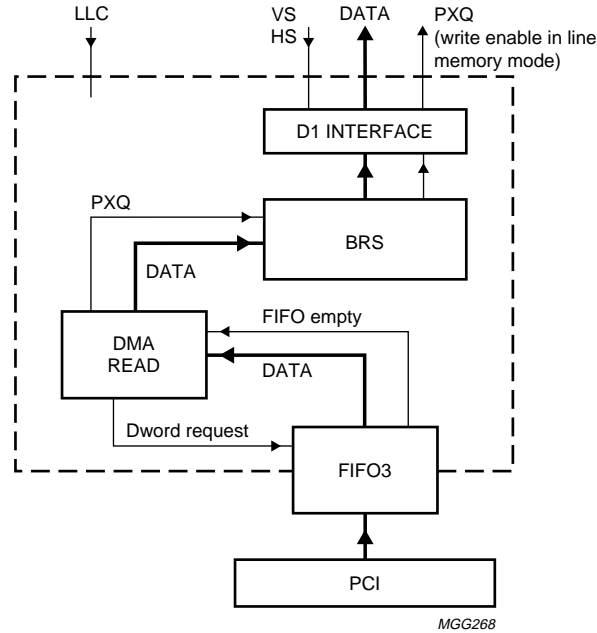 LLC
VS
HS
DATA
PXQ
(write enable in line
memory mode)
D1 INTERFACE
PXQ
BRS
DATA
FIFO empty
DMA
READ
DATA
Dword request
FIFO3
PCI
MGG268